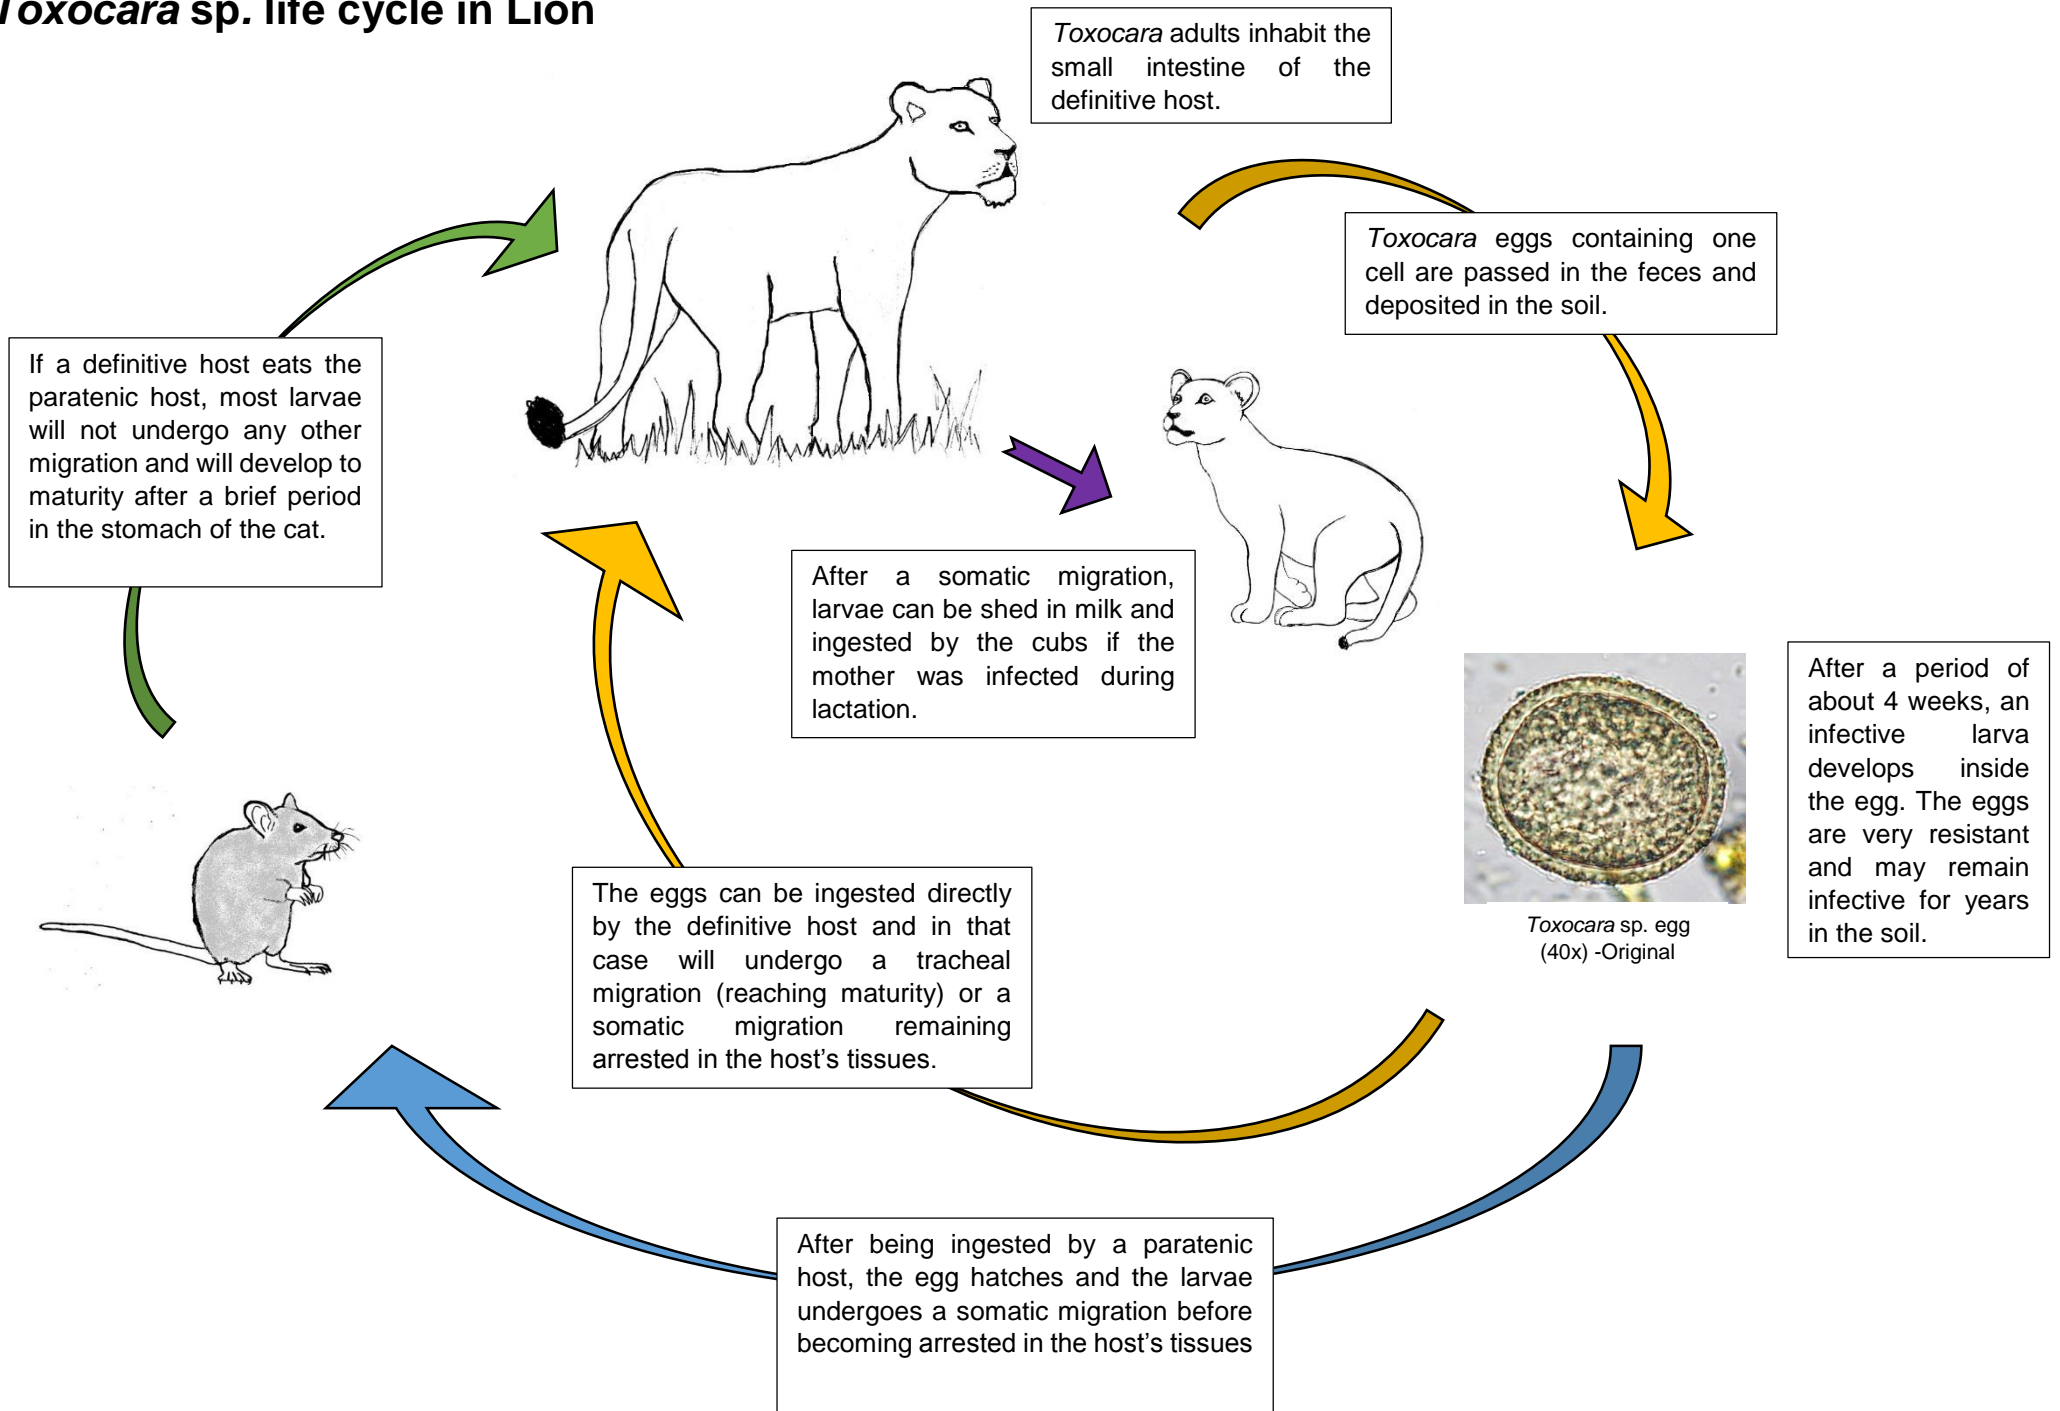 Toxocara sp. life cycle in Lion
Toxocara adults inhabit the
small intestine of the
definitive host.
Toxocara eggs containing one
cell are passed in the feces and
deposited in the soil.
If a definitive host eats the
paratenic host, most larvae
will not undergo any other
migration and will develop to
maturity after a brief period
in the stomach of the cat.
After a somatic migration,
larvae can be shed in milk and
ingested by the cubs if the
mother was infected during
lactation.
After a period of
about 4 weeks, an
infective larva
develops inside
the egg. The eggs
are very resistant
and may remain
infective for years
in the soil.
Toxocara sp. egg
(40x) -Original
The eggs can be ingested directly
by the definitive host and in that
case will undergo a tracheal
migration (reaching maturity) or a
somatic migration remaining
arrested in the host’s tissues.
After being ingested by a paratenic
host, the egg hatches and the larvae
undergoes a somatic migration before
becoming arrested in the host’s tissues